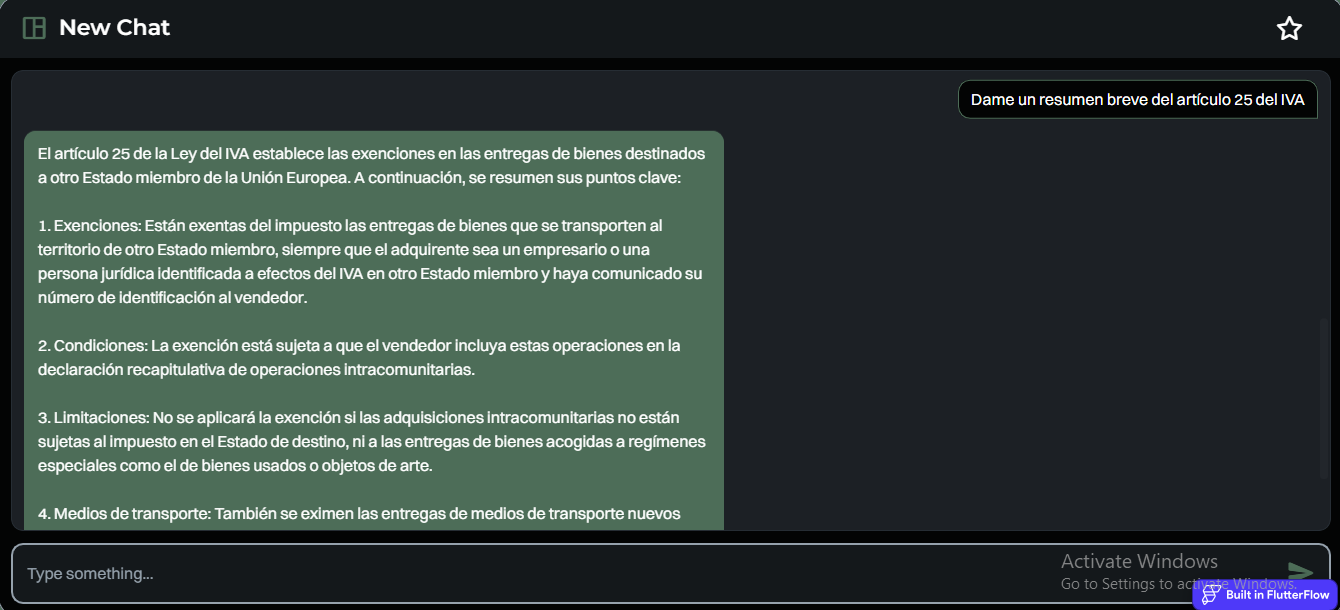 New Chat
Dame un resumen breve del artículo 25 del IVA
El artículo 25 de la Ley del IVA establece las exenciones en las entregas de bienes destinados
a otro Estado miembro de la Unión Europea. A continuación, se resumen sus puntos clave:
1. Exenciones: Están exentas del impuesto las entregas de bienes que se transporten al
territorio de otro Estado miembro, siempre que el adquirente sea un empresario o una
persona jurídica identificada a efectos del IVA en otro Estado miembro y haya comunicado su
número de identificación al vendedor.
2. Condiciones: La exención está sujeta a que el vendedor incluya estas operaciones en la
declaración recapitulativa de operaciones intracomunitarias.
3. Limitaciones: No se aplicará la exención si las adquisiciones intracomunitarias no están
sujetas al impuesto en el Estado de destino, ni a las entregas de bienes acogidas a regímenes
especiales como el de bienes usados o objetos de arte.
4. Medios de transporte: También se eximen las entregas de medios de transporte nuevos
Type something...
Activate Windows
Go to Settings to activate Windows.
Built in FlutterFlow